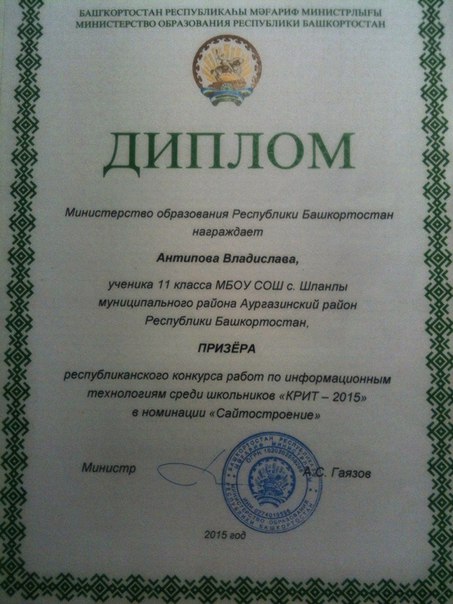 БАШҠОРТОСТАН РЕСПУБЛИКАҺЫ МӘҒАРИФ МИНИСТРЛЫҒЫ
МИНИСТЕРСТВО ОБРАЗОВАНИЯ РЕСПУБЛИКИ БАШКОРТОСТАН
ДИПЛОМ
Министерство образования Республики Башкортостан
награждает
Антипова Владислава,
ученика 11 класса МБОУ СОШ с. Шланлы
муниципального района Аургазинский район
Республики Башкортостан,
ПРИЗЁРА
республиканского конкурса работ по информационным
технологиям среди школьников «КРИТ – 2015»
в номинации «Сайтостроение»
Министр А.С. Гаязов
2015 год